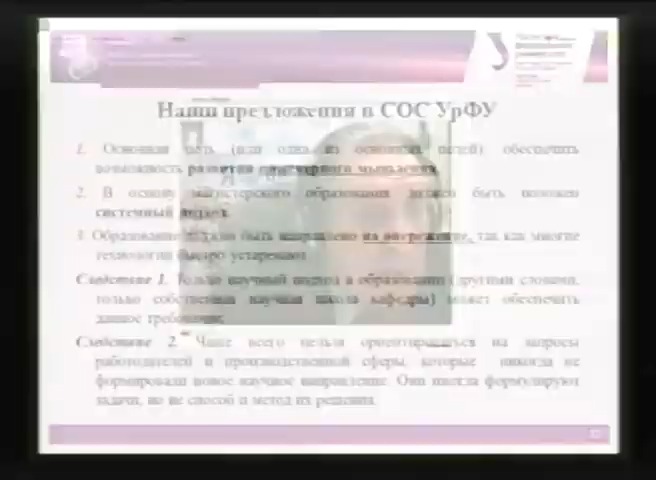 Наши предложения в СОС УрФУ
1. Основная цель (или одна из основных целей) обеспечить
возможность развития инженерного мышления.
2. В основу магистерского образования должен быть положен
системный подход.
3. Образование должно быть направлено на опережение, так как многие
технологии быстро устаревают.
Следствие 1. Только научный подход в образовании (другими словами,
только собственная научная школа кафедры) может обеспечить
данное требование.
Следствие 2. Чаще всего нельзя ориентироваться на запросы
работодателей и производственной сферы, которые никогда не
формировали новое научное направление. Они иногда формулируют
задачи, но не способ и метод их решения.